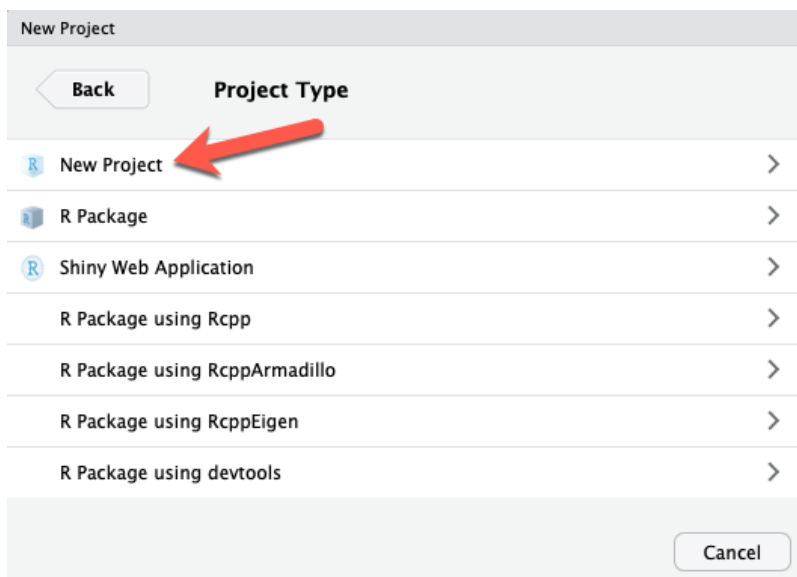 New Project
Back
Project Type
R New Project
R R Package
R Shiny Web Application
R Package using Rcpp
R Package using RcppArmadillo
R Package using RcppEigen
R Package using devtools
Cancel